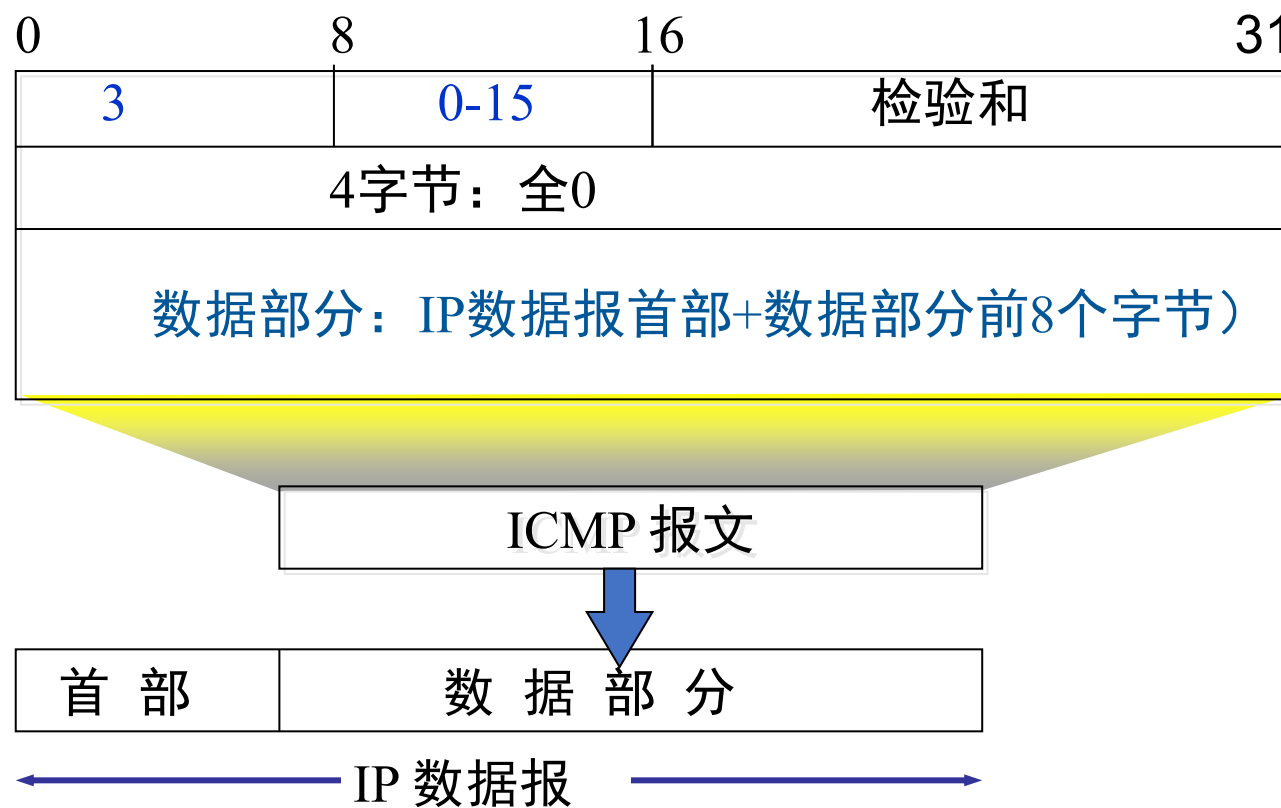 0 8 16 31
3 0-15 检验和
4字节：全0
数据部分：IP数据报首部+数据部分前8个字节）
ICMP 报文
首 部 数 据 部 分
IP 数据报